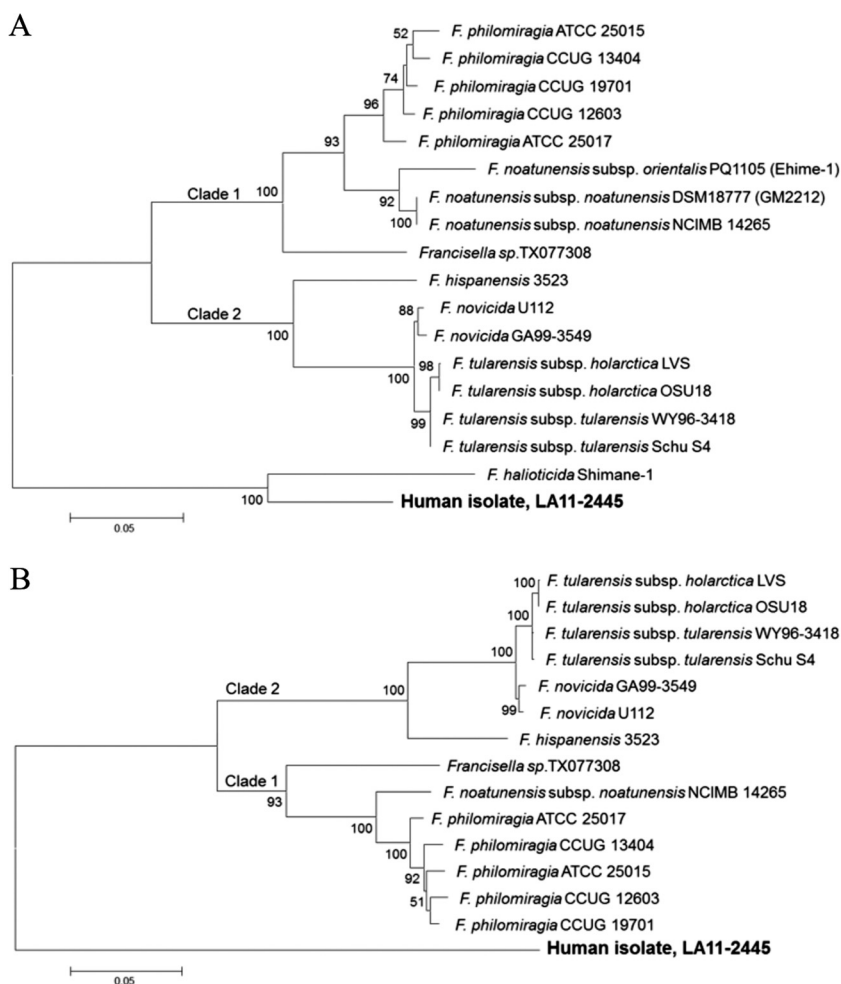 A
52
F. philomiragia ATCC 25015
F. philomiragia CCUG 13404
74
F. philomiragia CCUG 19701
96
F. philomiragia CCUG 12603
93
F. philomiragia ATCC 25017
F. noatunensis subsp. orientalis PQ1105 (Ehime-1)
Clade 1
100
92
F. noatunensis subsp. noatunensis DSM18777 (GM2212)
100
F. noatunensis subsp. noatunensis NCIMB 14265
Francisella sp.TX077308
F. hispanensis 3523
Clade 2
88
F. novicida U112
100
F. novicida GA99-3549
98
F. tularensis subsp. holarctica LVS
100
F. tularensis subsp. holarctica OSU18
99
F. tularensis subsp. tularensis WY96-3418
F. tularensis subsp. tularensis Schu S4
F. halioticida Shimane-1
100
Human isolate, LA11-2445
0.05
B
100
F. tularensis subsp. holarctica LVS
100
F. tularensis subsp. holarctica OSU18
F. tularensis subsp. tularensis WY96-3418
100
F. tularensis subsp. tularensis Schu S4
Clade 2
100
F. novicida GA99-3549
99
F. novicida U112
F. hispanensis 3523
Francisella sp.TX077308
Clade 1
93
F. noatunensis subsp. noatunensis NCIMB 14265
100
F. philomiragia ATCC 25017
100
F. philomiragia CCUG 13404
92
F. philomiragia ATCC 25015
51
F. philomiragia CCUG 12603
F. philomiragia CCUG 19701
Human isolate, LA11-2445
0.05